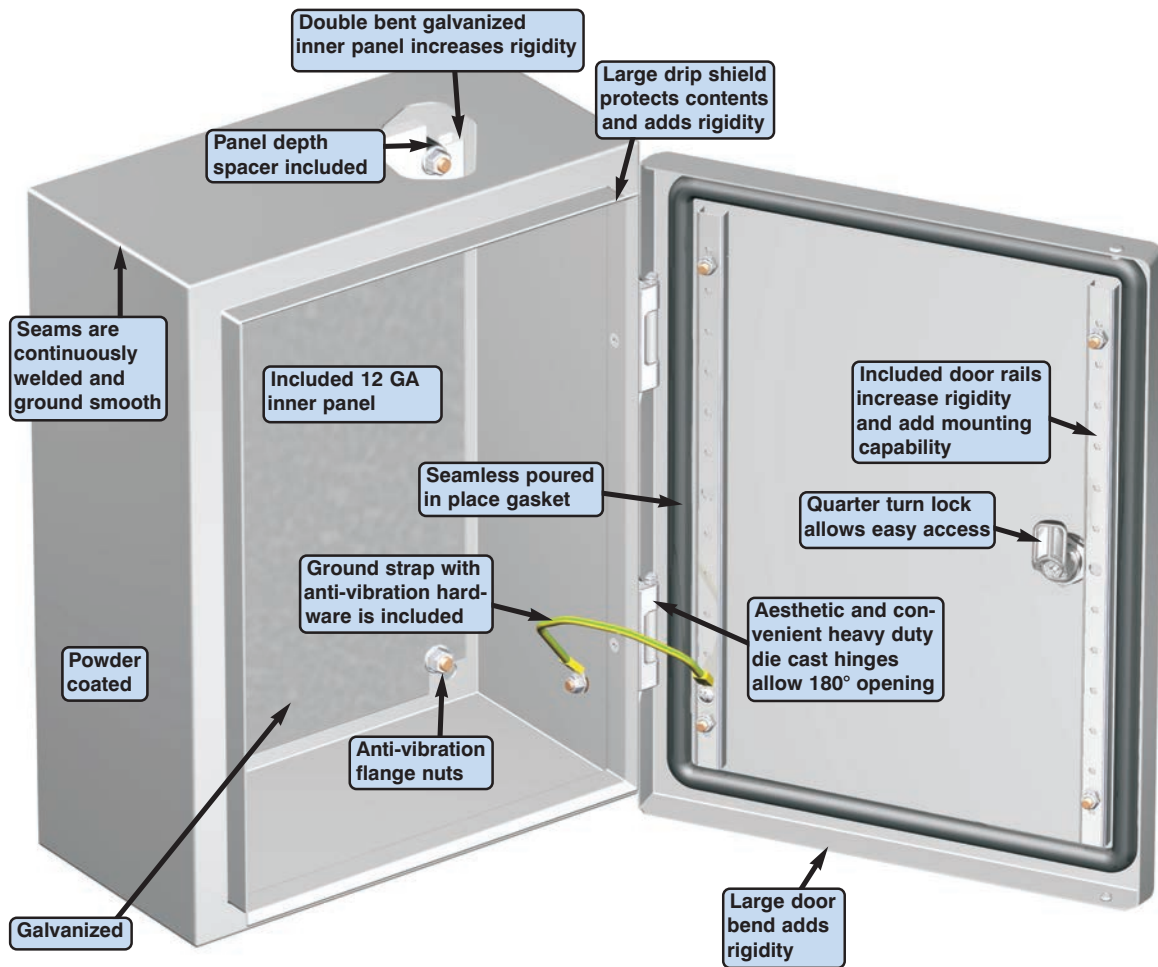 Double bent galvanized
inner panel increases rigidity
Large drip shield
protects contents
and adds rigidity
Panel depth
spacer included
Seams are
continuously
welded and
ground smooth
Included 12 GA
inner panel
Included door rails
increase rigidity
and add mounting
capability
Seamless poured
in place gasket
Quarter turn lock
allows easy access
Ground strap with
anti-vibration hard-
ware is included
Aesthetic and con-
venient heavy duty
die cast hinges
allow 180° opening
Powder
coated
Anti-vibration
flange nuts
Galvanized
Large door
bend adds
rigidity